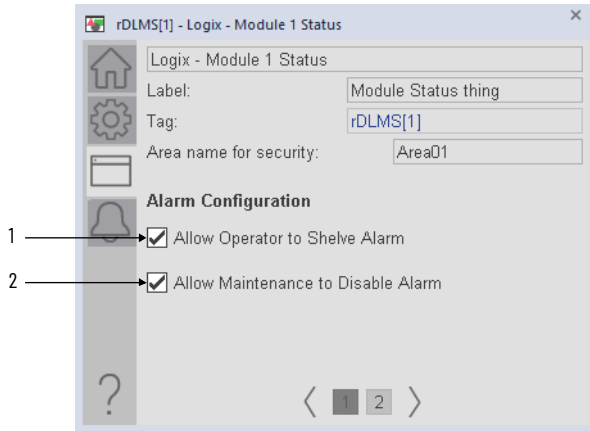 rDLMS[1] - Logix - Module 1 Status
Logix - Module 1 Status
Label: Module Status thing
Tag: rDLMS[1]
Area name for security: Area01
Alarm Configuration
1 Allow Operator to Shelve Alarm
2 Allow Maintenance to Disable Alarm
? 1 2